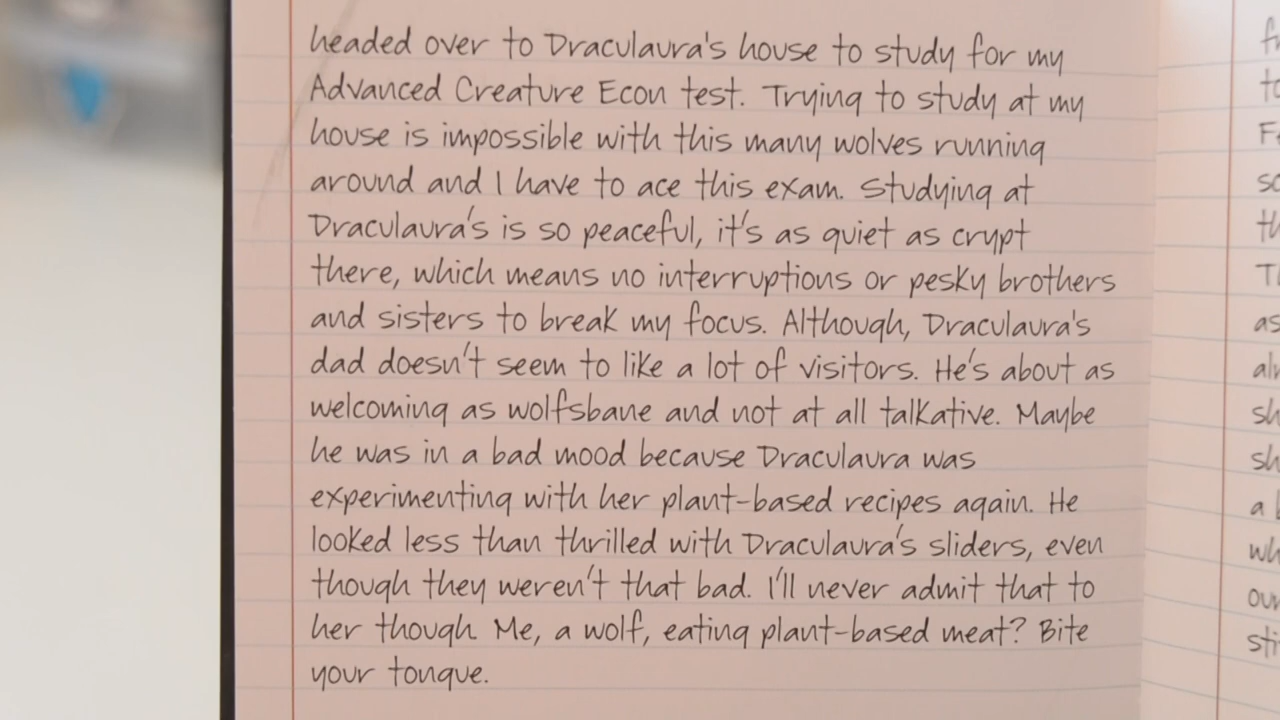 headed over to Draculaura's house to study for my
Advanced Creature Econ test. Trying to study at my
house is impossible with this many wolves running
around and I have to ace this exam. Studying at
Draculaura's is so peaceful, it's as quiet as crypt
there, which means no interruptions or pesky brothers
and sisters to break my focus. Although, Draculaura's
dad doesn't seem to like a lot of visitors. He's about as
welcoming as wolfsbane and not at all talkative. Maybe
he was in a bad mood because Draculaura was
experimenting with her plant-based recipes again. He
looked less than thrilled with Draculaura's sliders, even
though they weren't that bad. I'll never admit that to
her though. Me, a wolf, eating plant-based meat? Bite
your tongue.